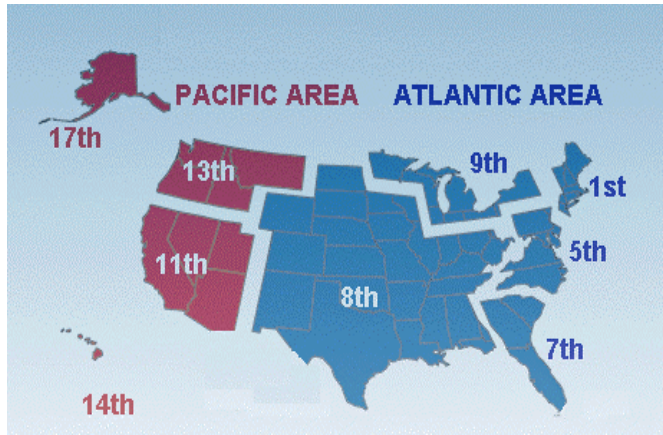 PACIFIC AREA
ATLANTIC AREA
17th
13th
9th
1st
11th
5th
8th
7th
14th